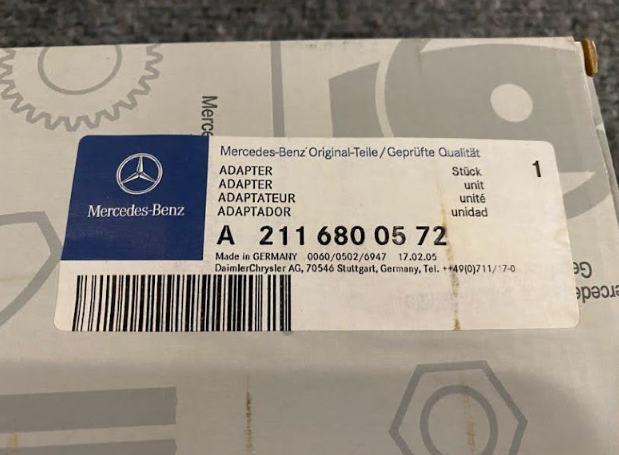 Merc
Mercedes-Benz
Mercedes-Benz Original-Teile/Geprüfte Qualität
ADAPTER Stück 1
ADAPTER unit
ADAPTATEUR unité
ADAPTADOR unidad
A 211 680 05 72
Made in GERMANY 0060/0502/6947 17.02.05
DaimlerChrysler AG, 70546 Stuttgart, Germany, Tel. ++49(0)711/17-0